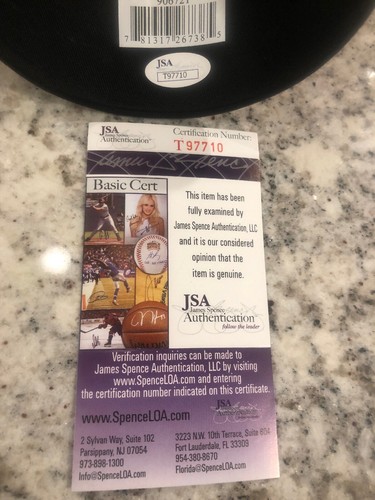 906721
7 81317 26738 5
JSA
T97710
JSA
James Spence
Authentication
Certification Number:
T97710
Basic Cert
This item has been
fully examined by
James Spence Authentication, LLC
and it is our considered
opinion that the
item is genuine.
JSA
James Spence
Authentication
follow the leader
Verification inquiries can be made to
James Spence Authentication, LLC by visiting
www.SpenceLOA.com and entering
the certification number indicated on this certificate.
www.SpenceLOA.com
JSA
2 Sylvan Way, Suite 102
Parsippany, NJ 07054
973-898-1300
Info@SpenceLOA.com
3223 N.W. 10th Terrace, Suite
Fort Lauderdale, FL 33309
954-380-8670
Florida@SpenceLOA.com